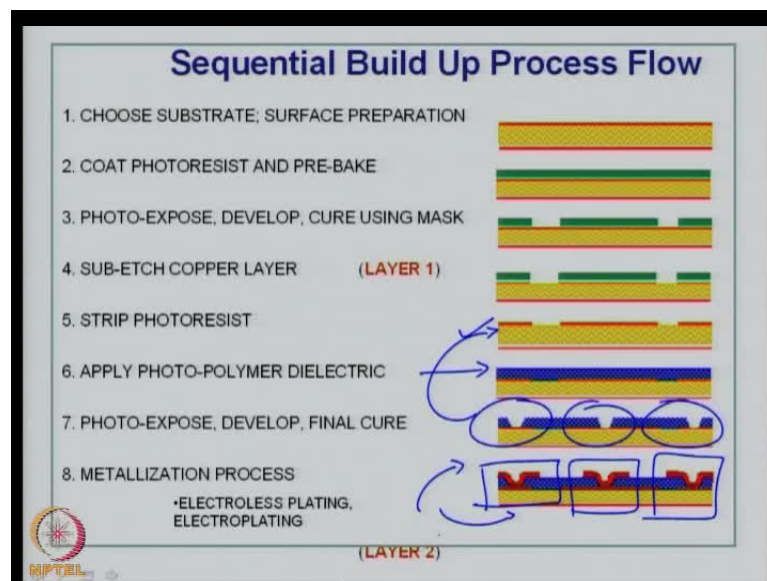 Sequential Build Up Process Flow
1. CHOOSE SUBSTRATE; SURFACE PREPARATION
2. COAT PHOTORESIST AND PRE-BAKE
3. PHOTO-EXPOSE, DEVELOP, CURE USING MASK
4. SUB-ETCH COPPER LAYER (LAYER 1)
5. STRIP PHOTORESIST
6. APPLY PHOTO-POLYMER DIELECTRIC
7. PHOTO-EXPOSE, DEVELOP, FINAL CURE
8. METALLIZATION PROCESS
•ELECTROLESS PLATING,
ELECTROPLATING
(LAYER 2)
NPTEL